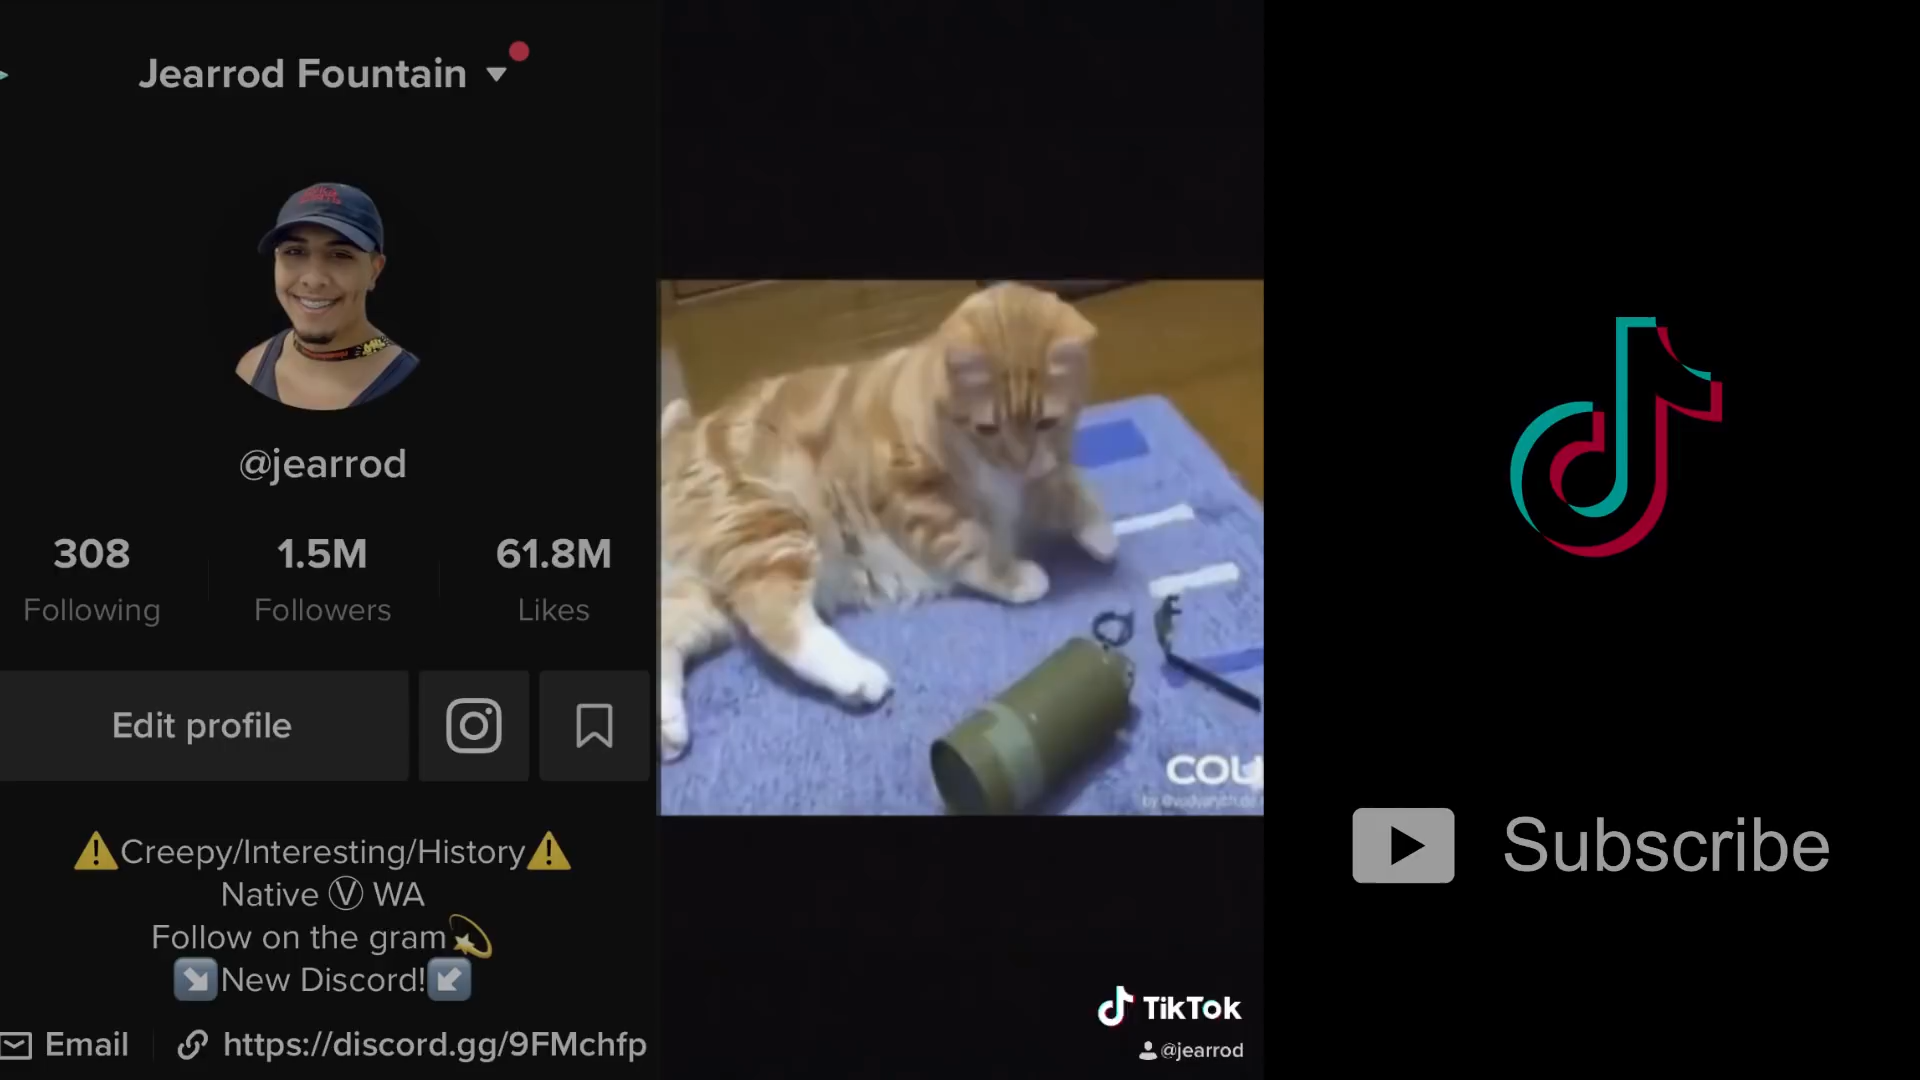 Jearrod Fountain
@jearrod
308
Following
1.5M
Followers
61.8M
Likes
Edit profile
⚠️Creepy/Interesting/History⚠️
Native Ⓥ WA
Follow on the gram💫
↘️New Discord!↙️
Email
https://discord.gg/9FMchfp
COU
TikTok
@jearrod
Subscribe